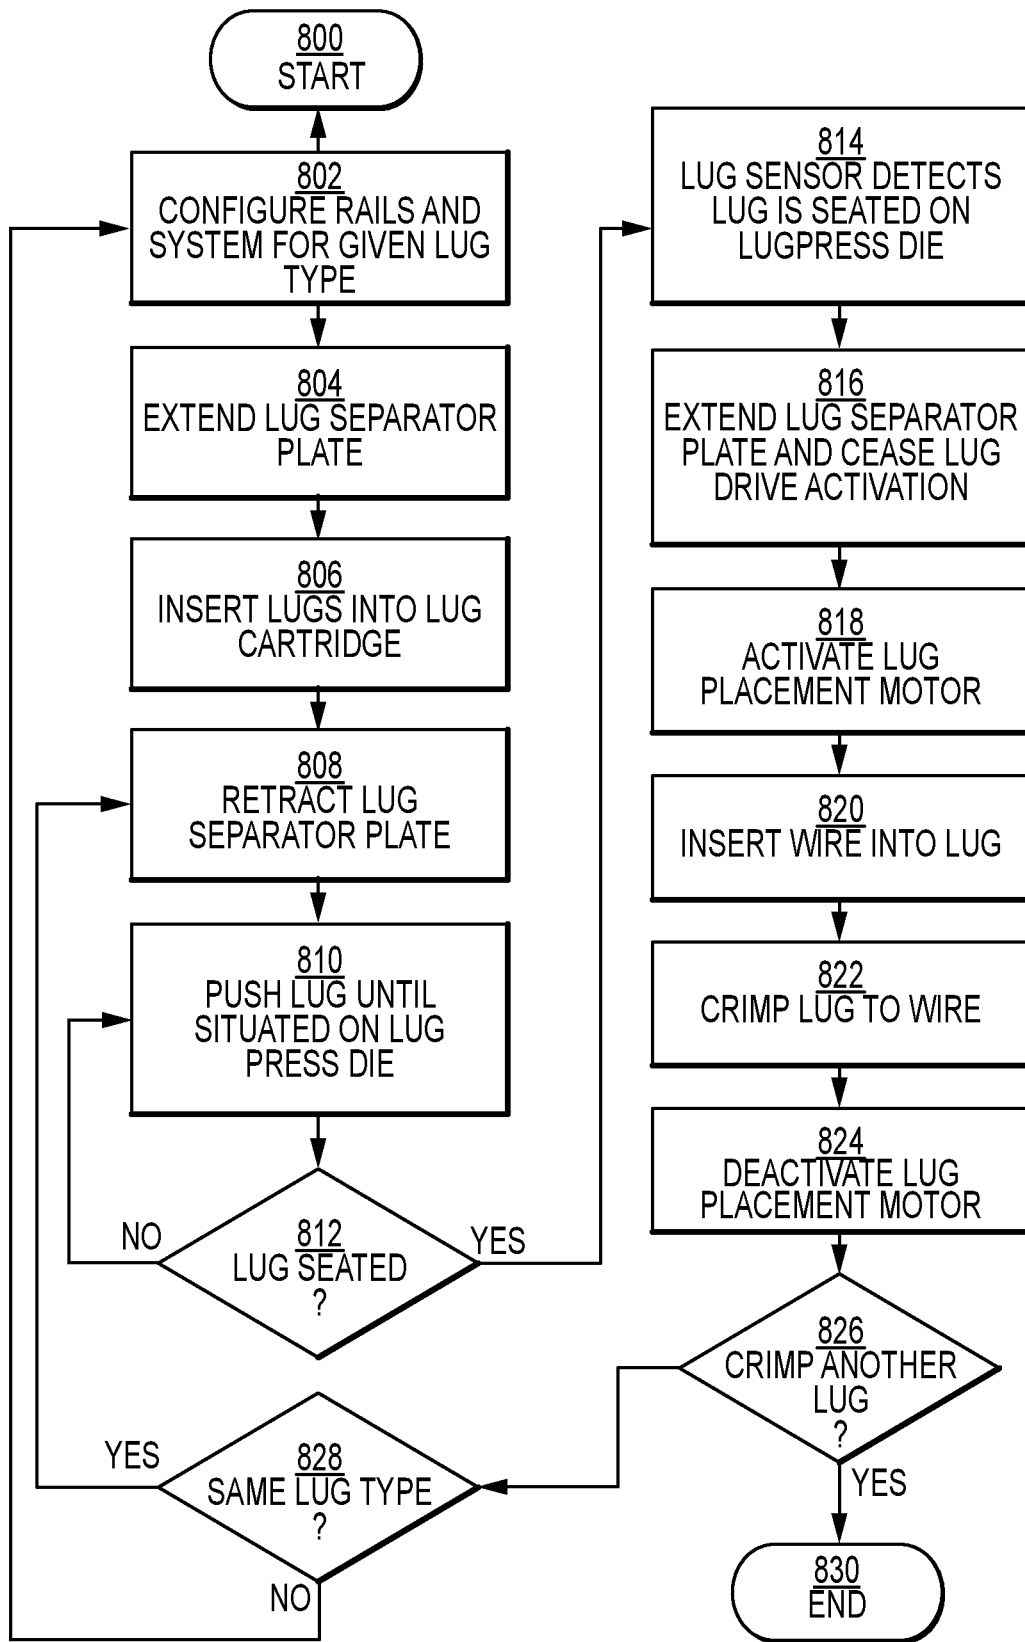 800
START
802
CONFIGURE RAILS AND
SYSTEM FOR GIVEN LUG
TYPE
804
EXTEND LUG SEPARATOR
PLATE
806
INSERT LUGS INTO LUG
CARTRIDGE
808
RETRACT LUG
SEPARATOR PLATE
810
PUSH LUG UNTIL
SITUATED ON LUG
PRESS DIE
812
LUG SEATED
?
NO
YES
814
LUG SENSOR DETECTS
LUG IS SEATED ON
LUGPRESS DIE
816
EXTEND LUG SEPARATOR
PLATE AND CEASE LUG
DRIVE ACTIVATION
818
ACTIVATE LUG
PLACEMENT MOTOR
820
INSERT WIRE INTO LUG
822
CRIMP LUG TO WIRE
824
DEACTIVATE LUG
PLACEMENT MOTOR
826
CRIMP ANOTHER
LUG
?
YES
828
SAME LUG TYPE
?
YES
NO
830
END